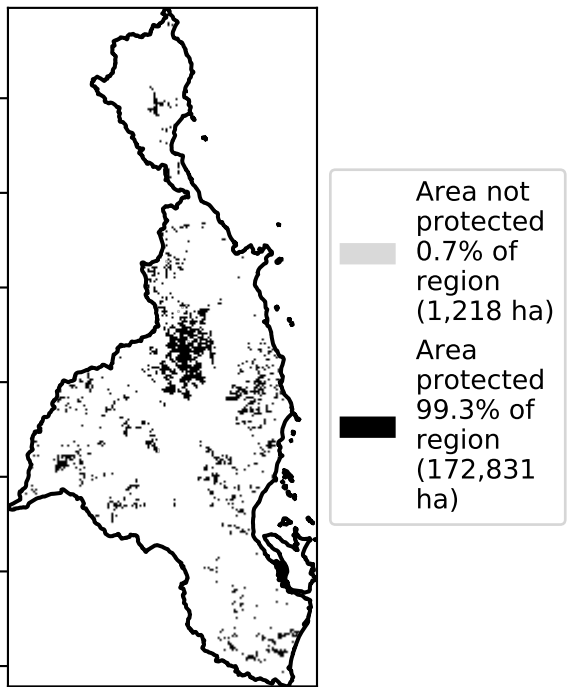 Area not
protected
0.7% of
region
(1,218 ha)
Area
protected
99.3% of
region
(172,831
ha)